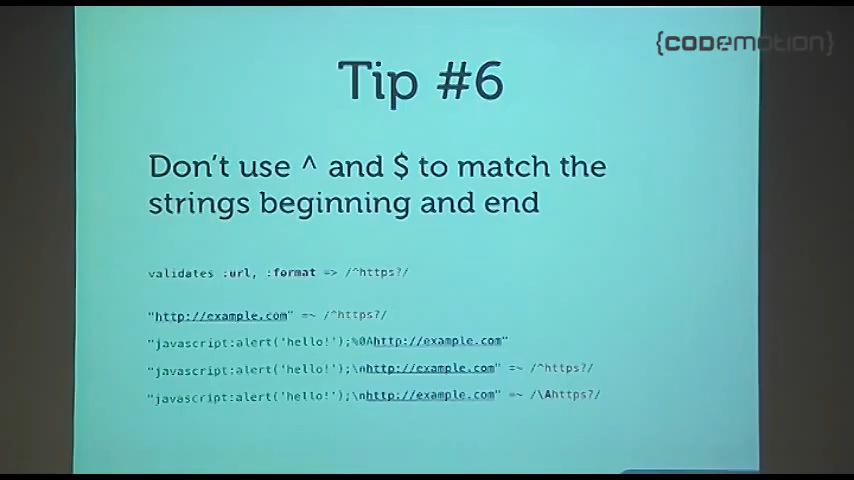 {codemotion}
Tip #6
Don't use ^ and $ to match the
strings beginning and end
validates :url, :format => /^https?/
"http://example.com" =~ /^https?/
"javascript:alert('hello!');%0Ahttp://example.com"
"javascript:alert('hello!');\nhttp://example.com" =~ /^https?/
"javascript:alert('hello!');\nhttp://example.com" =~ /\Ahttps?/